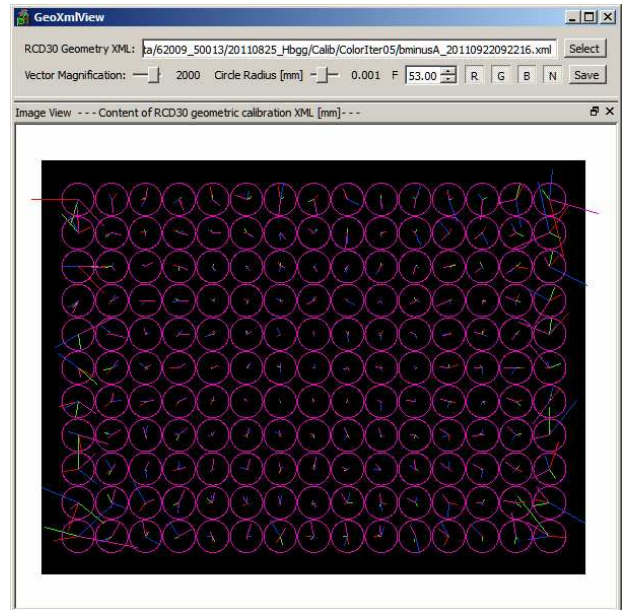 GeoXmlView
RCD30 Geometry XML: ta/62009_50013/20110825_Hbgg/Calib/ColorIter05/bminusA_20110922092216.xml Select
Vector Magnification: 2000 Circle Radius [mm] 0.001 F 53.00 R G B N Save
Image View - - - Content of RCD30 geometric calibration XML [mm]- - -